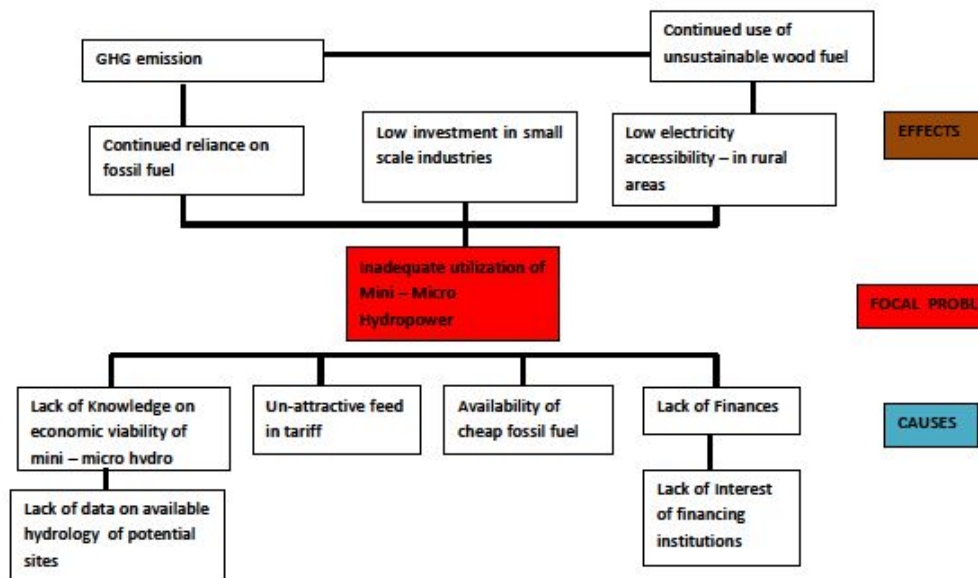 GHG emission
Continued use of
unsustainable wood fuel
Continued reliance on
fossil fuel
Low investment in small
scale industries
Low electricity
accessibility – in rural
areas
EFFECTS
Inadequate utilization of
Mini – Micro
Hydropower
FOCAL PROBL
Lack of Knowledge on
economic viability of
mini – micro hydro
Un-attractive feed
in tariff
Availability of
cheap fossil fuel
Lack of Finances
CAUSES
Lack of data on available
hydrology of potential
sites
Lack of Interest
of financing
institutions